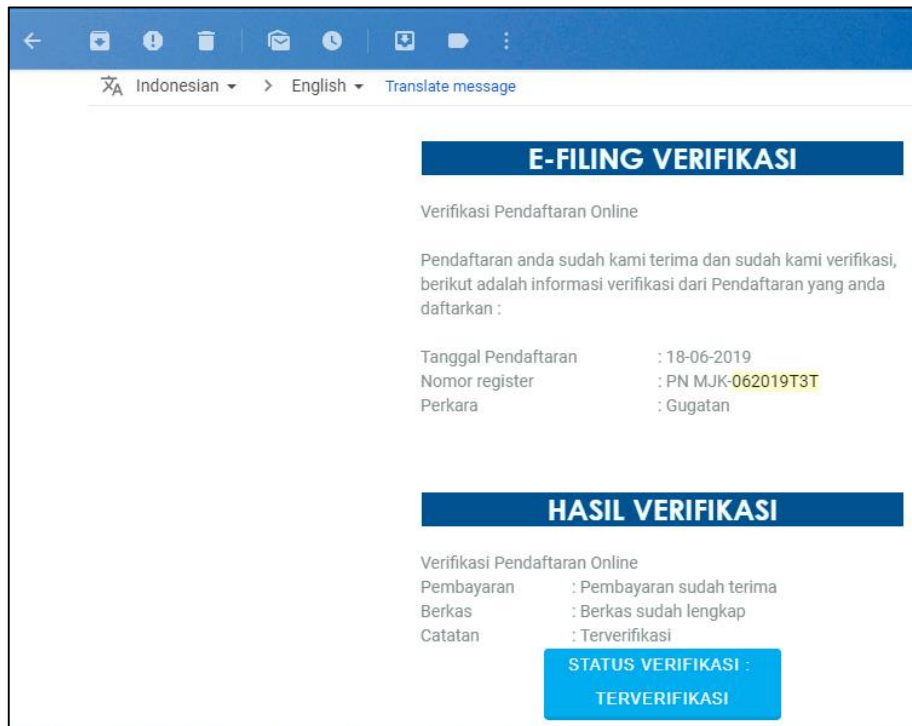 Indonesian > English Translate message
E-FILING VERIFIKASI
Verifikasi Pendaftaran Online
Pendaftaran anda sudah kami terima dan sudah kami verifikasi,
berikut adalah informasi verifikasi dari Pendaftaran yang anda
daftarkan :
Tanggal Pendaftaran : 18-06-2019
Nomor register : PN MJK-062019T3T
Perkara : Gugatan
HASIL VERIFIKASI
Verifikasi Pendaftaran Online
Pembayaran : Pembayaran sudah terima
Berkas : Berkas sudah lengkap
Catatan : Terverifikasi
STATUS VERIFIKASI :
TERVERIFIKASI